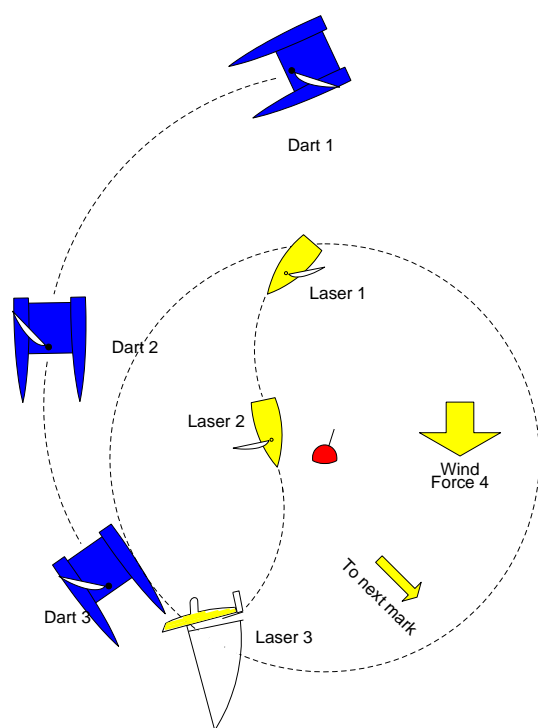 Dart 1
Laser 1
Dart 2
Laser 2
Wind
Force 4
To next mark
Dart 3
Laser 3